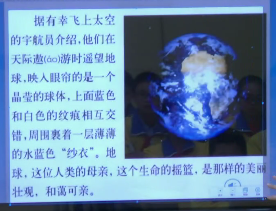 据有幸飞上太空
的宇航员介绍，他们在
天际遨(áo)游时遥望地
球，映入眼帘的是一个
晶莹的球体，上面蓝色
和白色的纹痕相互交
错，周围裹着一层薄薄
的水蓝色“纱衣”。地
球，这位人类的母亲，这个生命的摇篮，是那样的美丽
壮观，和蔼可亲。